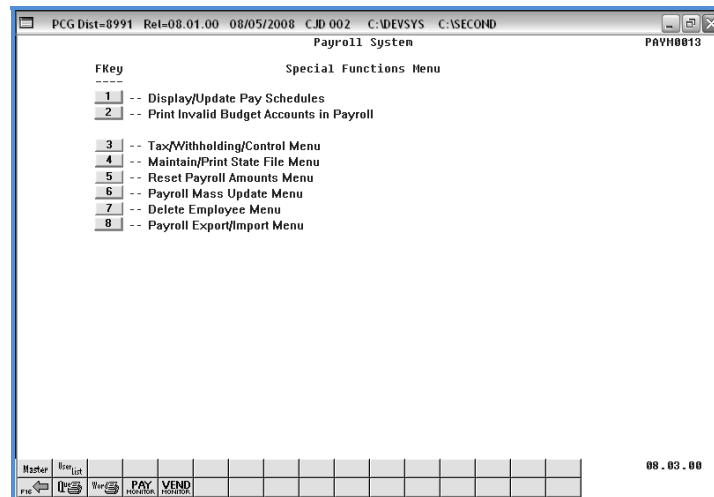 PCG Dist=8991 Rel=08.01.00 08/05/2008 CJD 002 C:\DEVSYS C:\SECOND
Payroll System PAYM0013
FKey Special Functions Menu
----
1 -- Display/Update Pay Schedules
2 -- Print Invalid Budget Accounts in Payroll
3 -- Tax/Withholding/Control Menu
4 -- Maintain/Print State File Menu
5 -- Reset Payroll Amounts Menu
6 -- Payroll Mass Update Menu
7 -- Delete Employee Menu
8 -- Payroll Export/Import Menu
Master User List 08.03.00
F16 Que Word PAY MONITOR VEND MONITOR